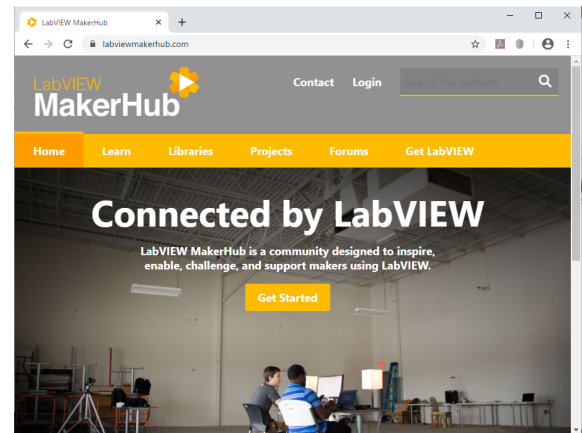 LabVIEW MakerHub
labviewmakerhub.com
LabVIEW
MakerHub
Contact Login Search the website
Home Learn Libraries Projects Forums Get LabVIEW
Connected by LabVIEW
LabVIEW MakerHub is a community designed to inspire,
enable, challenge, and support makers using LabVIEW.
Get Started